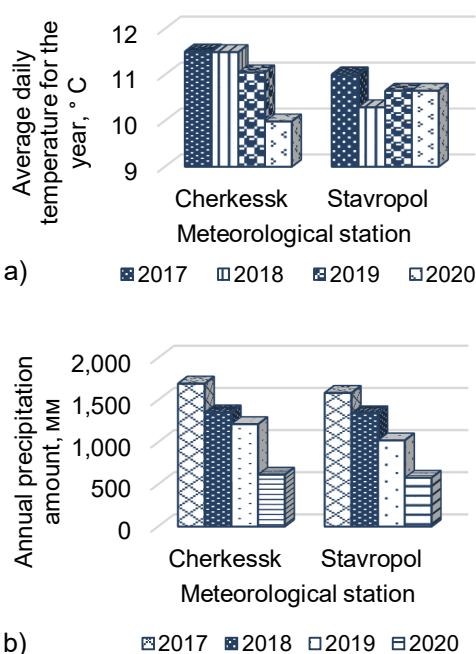 Average daily
temperature for the
year, ° C
12
11
10
9
Cherkessk Stavropol
Meteorological station
a)
2017 2018 2019 2020
Annual precipitation
amount, мм
2,000
1,500
1,000
500
0
Cherkessk Stavropol
Meteorological station
b)
2017 2018 2019 2020